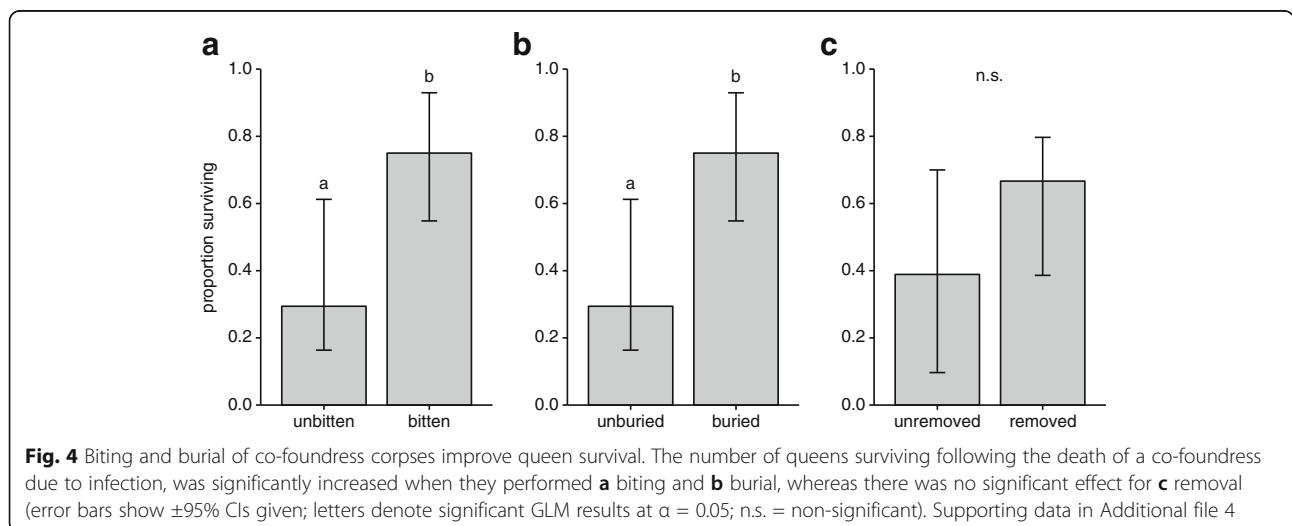 a
b
c
1.0
0.8
0.6
0.4
0.2
0.0
proportion surviving
a
b
unbitten
bitten
1.0
0.8
0.6
0.4
0.2
0.0
a
b
unburied
buried
1.0
0.8
0.6
0.4
0.2
0.0
n.s.
unremoved
removed
Fig. 4 Biting and burial of co-foundress corpses improve queen survival. The number of queens surviving following the death of a co-foundress
due to infection, was significantly increased when they performed a biting and b burial, whereas there was no significant effect for c removal
(error bars show ±95% CIs given; letters denote significant GLM results at α = 0.05; n.s. = non-significant). Supporting data in Additional file 4